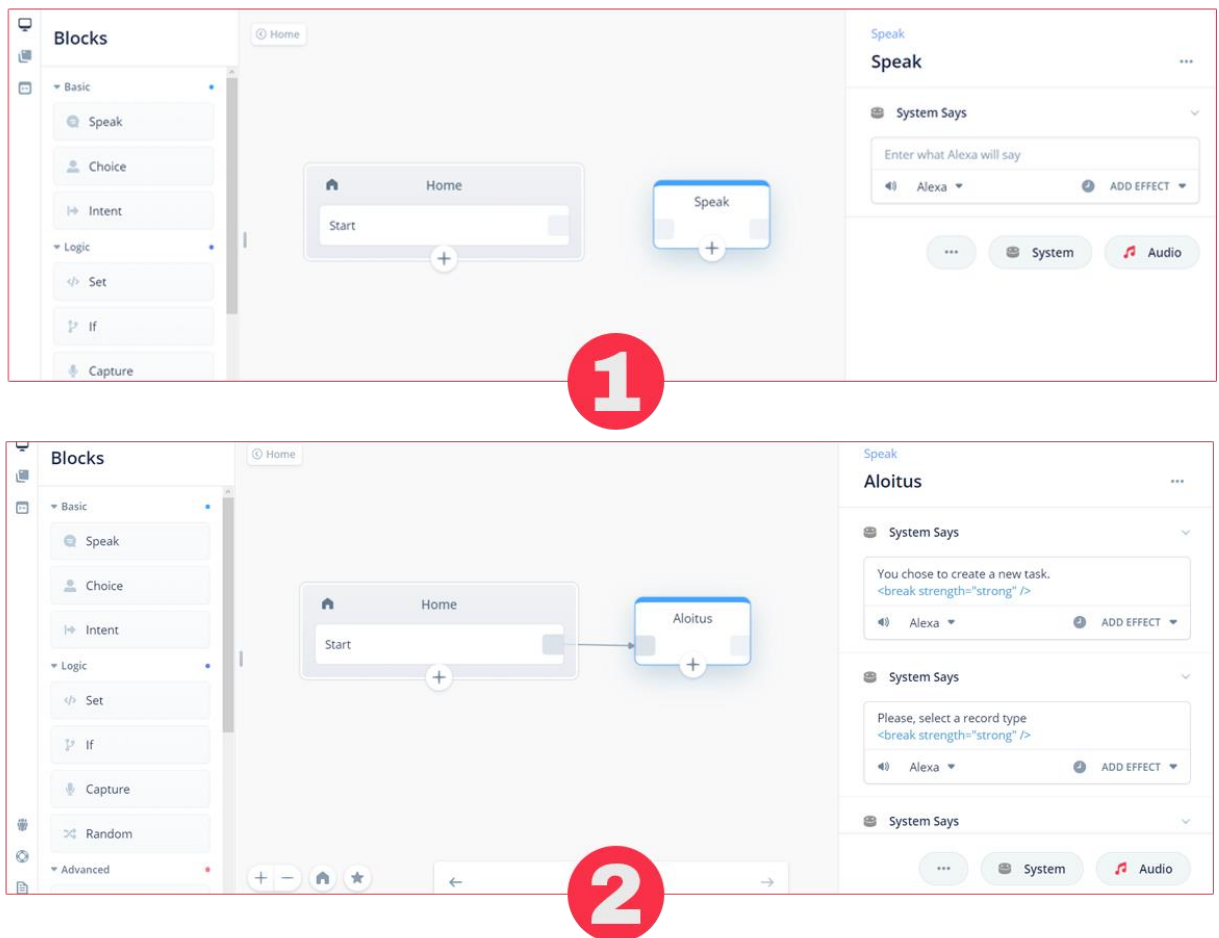 Blocks
Home
Basic
Speak
Choice
Intent
Logic
Set
If
Capture
Home
Start
Speak
Speak
Speak
System Says
Enter what Alexa will say
Alexa
ADD EFFECT
System
Audio
1
Blocks
Home
Basic
Speak
Choice
Intent
Logic
Set
If
Capture
Random
Advanced
Home
Start
Aloitus
Speak
Aloitus
System Says
You chose to create a new task.
<break strength="strong" />
Alexa
ADD EFFECT
System Says
Please, select a record type
<break strength="strong" />
Alexa
ADD EFFECT
System Says
System
Audio
2